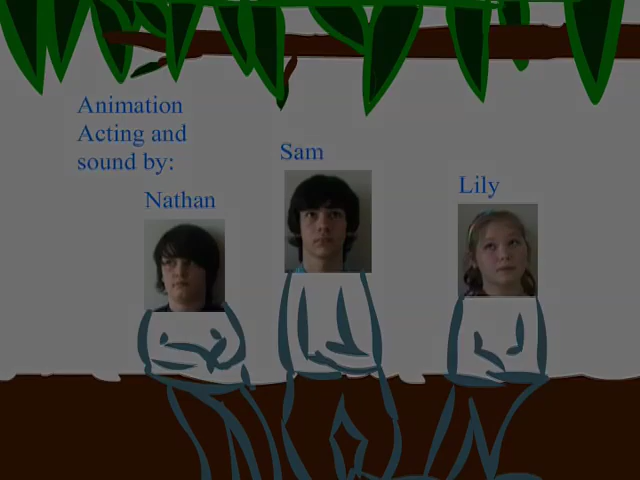 Animation
Acting and
sound by:
Nathan
Sam
Lily